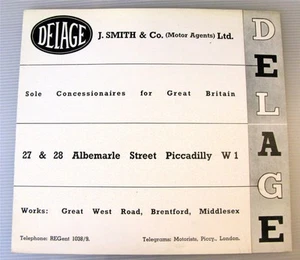 DELAGE
J. SMITH & Co. (Motor Agents) Ltd.
Sole Concessionaires for Great Britain
27 & 28 Albemarle Street Piccadilly W 1
Works: Great West Road, Brentford, Middlesex
Telephone: REGent 1038/9.
Telegrams: Motorists, Piccy., London.
DELAGE